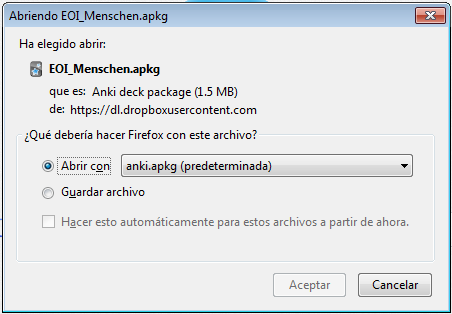 Abriendo EOI_Menschen.apkg
Ha elegido abrir:
EOI_Menschen.apkg
que es: Anki deck package (1.5 MB)
de: https://dl.dropboxusercontent.com
¿Qué debería hacer Firefox con este archivo?
Abrir con anki.apkg (predeterminada)
Guardar archivo
Hacer esto automáticamente para estos archivos a partir de ahora.
Aceptar Cancelar